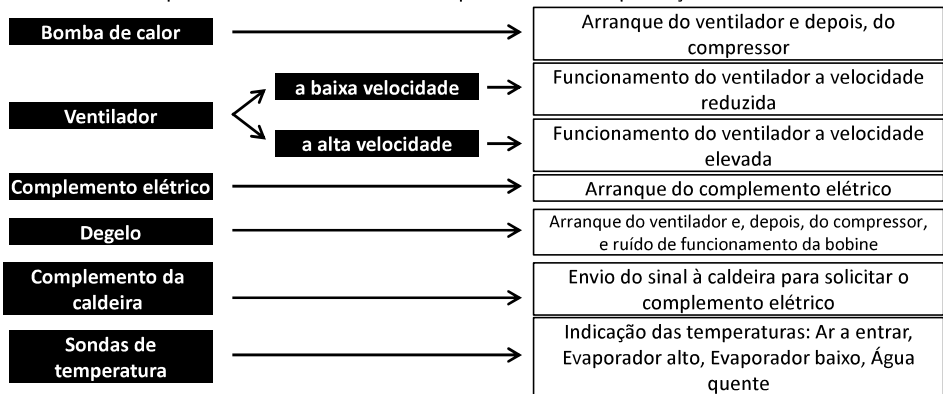 Bomba de calor
Arranque do ventilador e depois, do
compressor
Ventilador
a baixa velocidade
Funcionamento do ventilador a velocidade
reduzida
a alta velocidade
Funcionamento do ventilador a velocidade
elevada
Complemento elétrico
Arranque do complemento elétrico
Degelo
Arranque do ventilador e, depois, do compressor,
e ruído de funcionamento da bobine
Complemento da
caldeira
Envio do sinal à caldeira para solicitar o
complemento elétrico
Sondas de
temperatura
Indicação das temperaturas: Ar a entrar,
Evaporador alto, Evaporador baixo, Água
quente